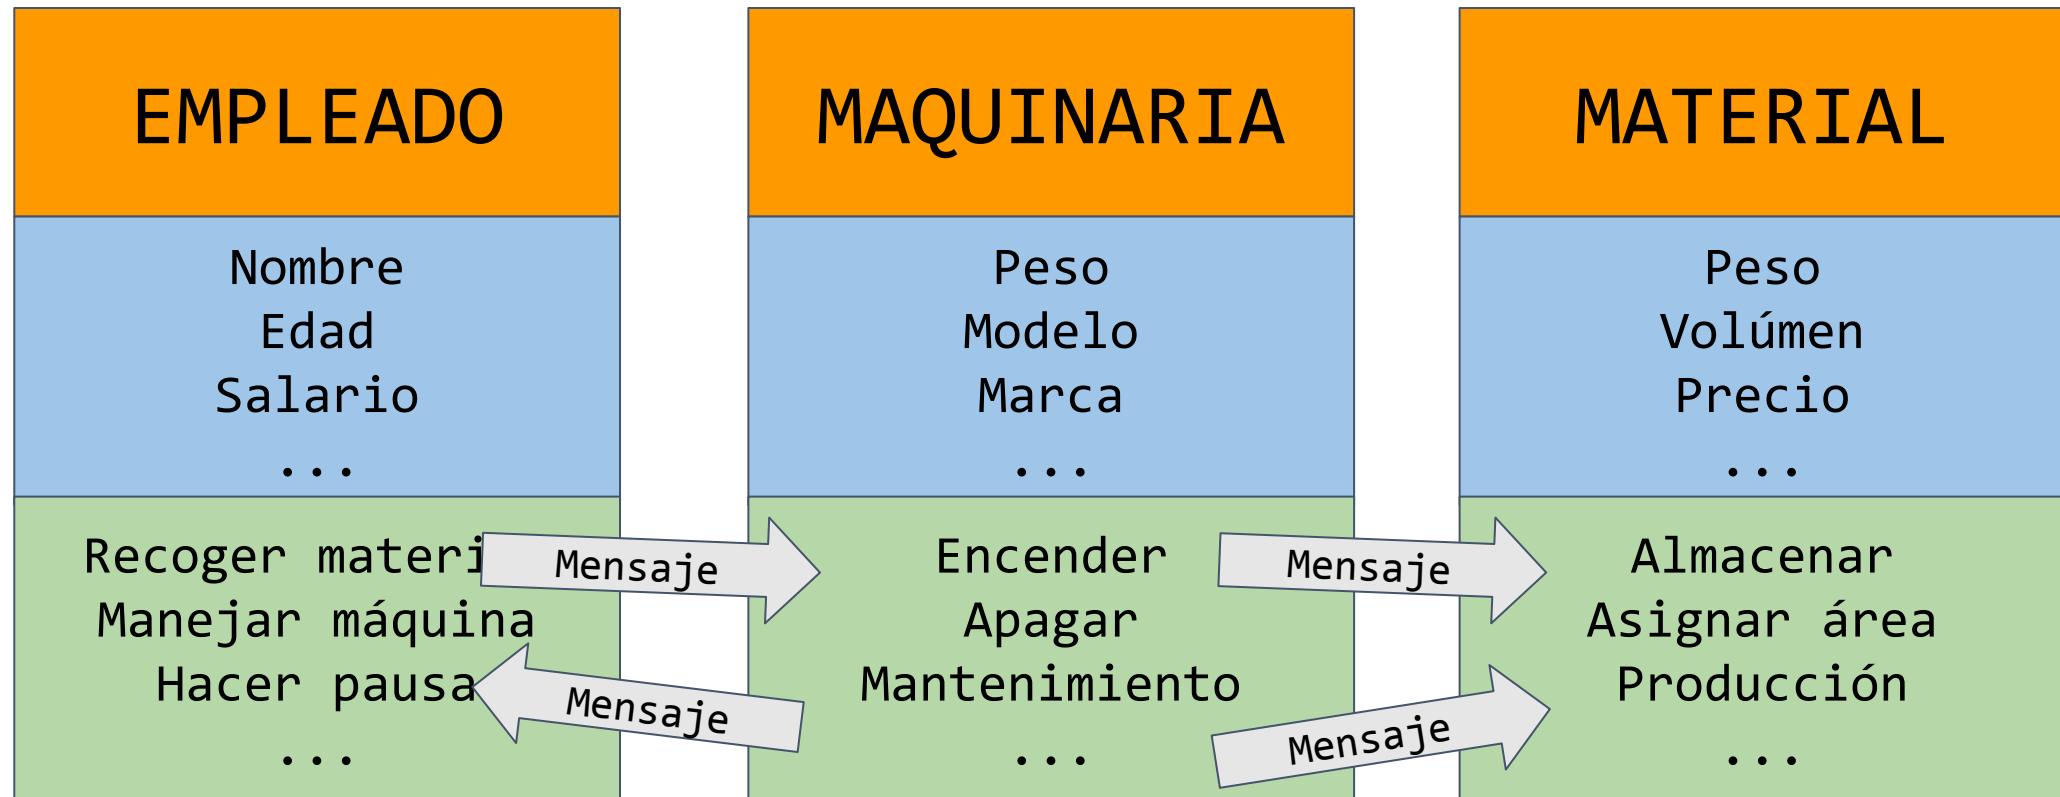 EMPLEADO
Nombre
Edad
Salario
...
Recoger materi
Manejar máquina
Hacer pausa
...
Mensaje
Mensaje
MAQUINARIA
Peso
Modelo
Marca
...
Encender
Apagar
Mantenimiento
...
Mensaje
Mensaje
MATERIAL
Peso
Volúmen
Precio
...
Almacenar
Asignar área
Producción
...